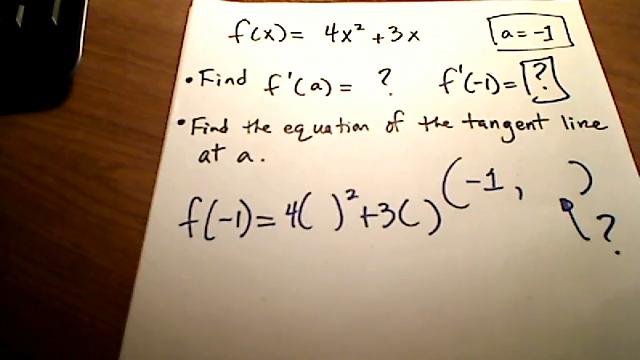 f(x) = 4x² + 3x a = -1
• Find f'(a) = ? f'(-1) = ?
• Find the equation of the tangent line
at a.
(-1, )
f(-1) = 4( )² + 3( ) ?